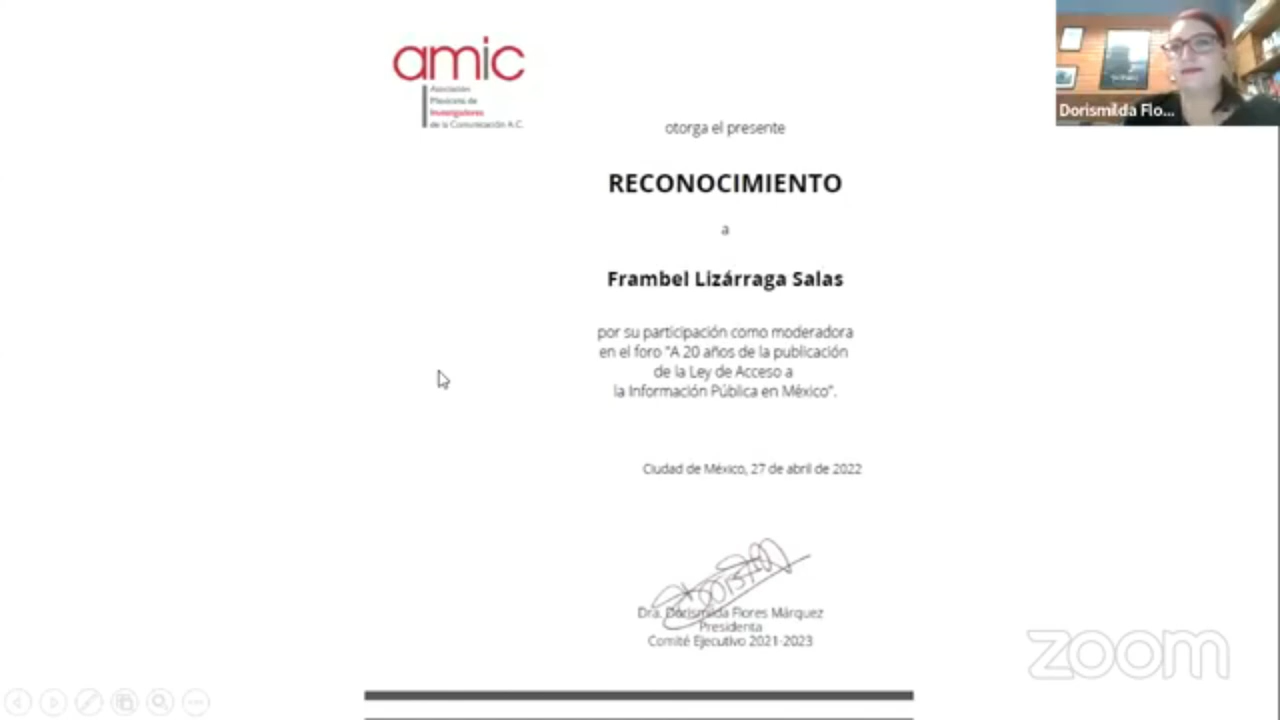 amic
Asociación
Mexicana de
Investigadores
de la Comunicación A.C.
Dorismilda Flo...
otorga el presente
RECONOCIMIENTO
a
Frambel Lizárraga Salas
por su participación como moderadora
en el foro "A 20 años de la publicación
de la Ley de Acceso a
la Información Pública en México".
Ciudad de México, 27 de abril de 2022
Dra. Dorismilda Flores Márquez
Presidenta
Comité Ejecutivo 2021-2023
zoom